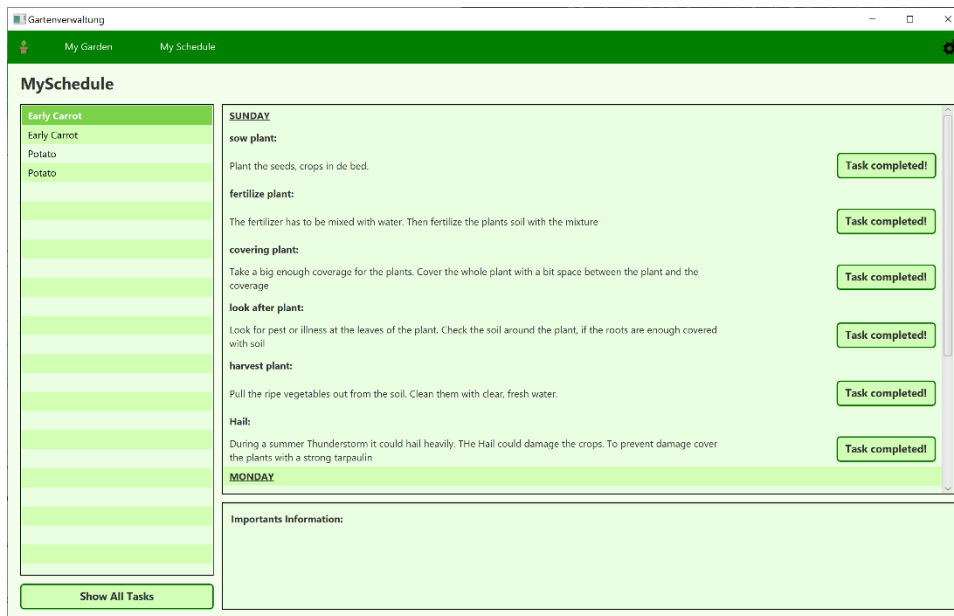 Gartenverwaltung
My Garden
My Schedule
MySchedule
Early Carrot
Early Carrot
Potato
Potato
Show All Tasks
SUNDAY
sow plant:
Plant the seeds, crops in de bed.
Task completed!
fertilize plant:
The fertilizer has to be mixed with water. Then fertilize the plants soil with the mixture
Task completed!
covering plant:
Take a big enough coverage for the plants. Cover the whole plant with a bit space between the plant and the
coverage
Task completed!
look after plant:
Look for pest or illness at the leaves of the plant. Check the soil around the plant, if the roots are enough covered
with soil
Task completed!
harvest plant:
Pull the ripe vegetables out from the soil. Clean them with clear, fresh water.
Task completed!
Hail:
During a summer Thunderstorm it could hail heavily. THe Hail could damage the crops. To prevent damage cover
the plants with a strong tarpaulin
Task completed!
MONDAY
Importants Information: